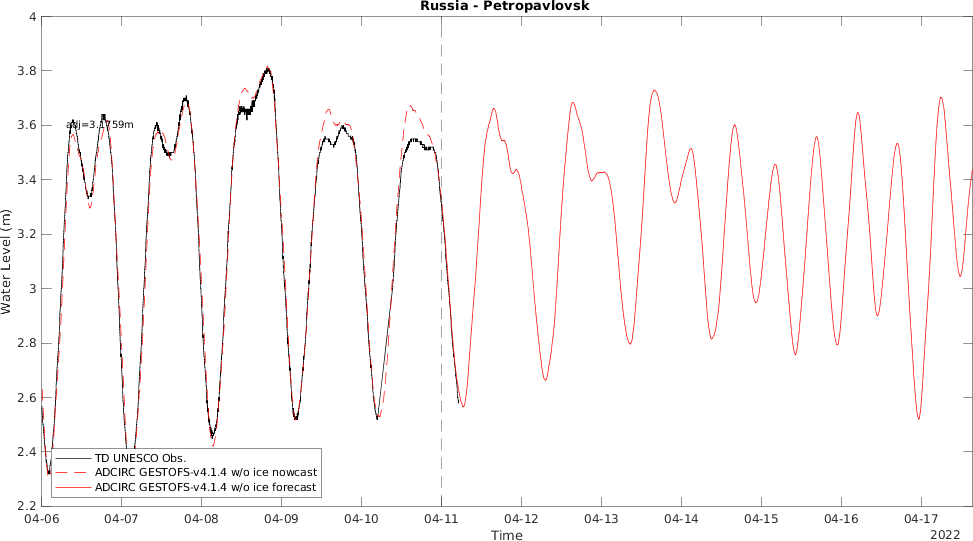 Russia - Petropavlovsk
4
3.8
3.6
3.4
3.2
3
2.8
2.6
2.4
2.2
Water Level (m)
adj=3.1759m
TD UNESCO Obs.
ADCIRC GESTOFS-v4.1.4 w/o ice nowcast
ADCIRC GESTOFS-v4.1.4 w/o ice forecast
04-06 04-07 04-08 04-09 04-10 04-11 04-12 04-13 04-14 04-15 04-16 04-17
Time
2022